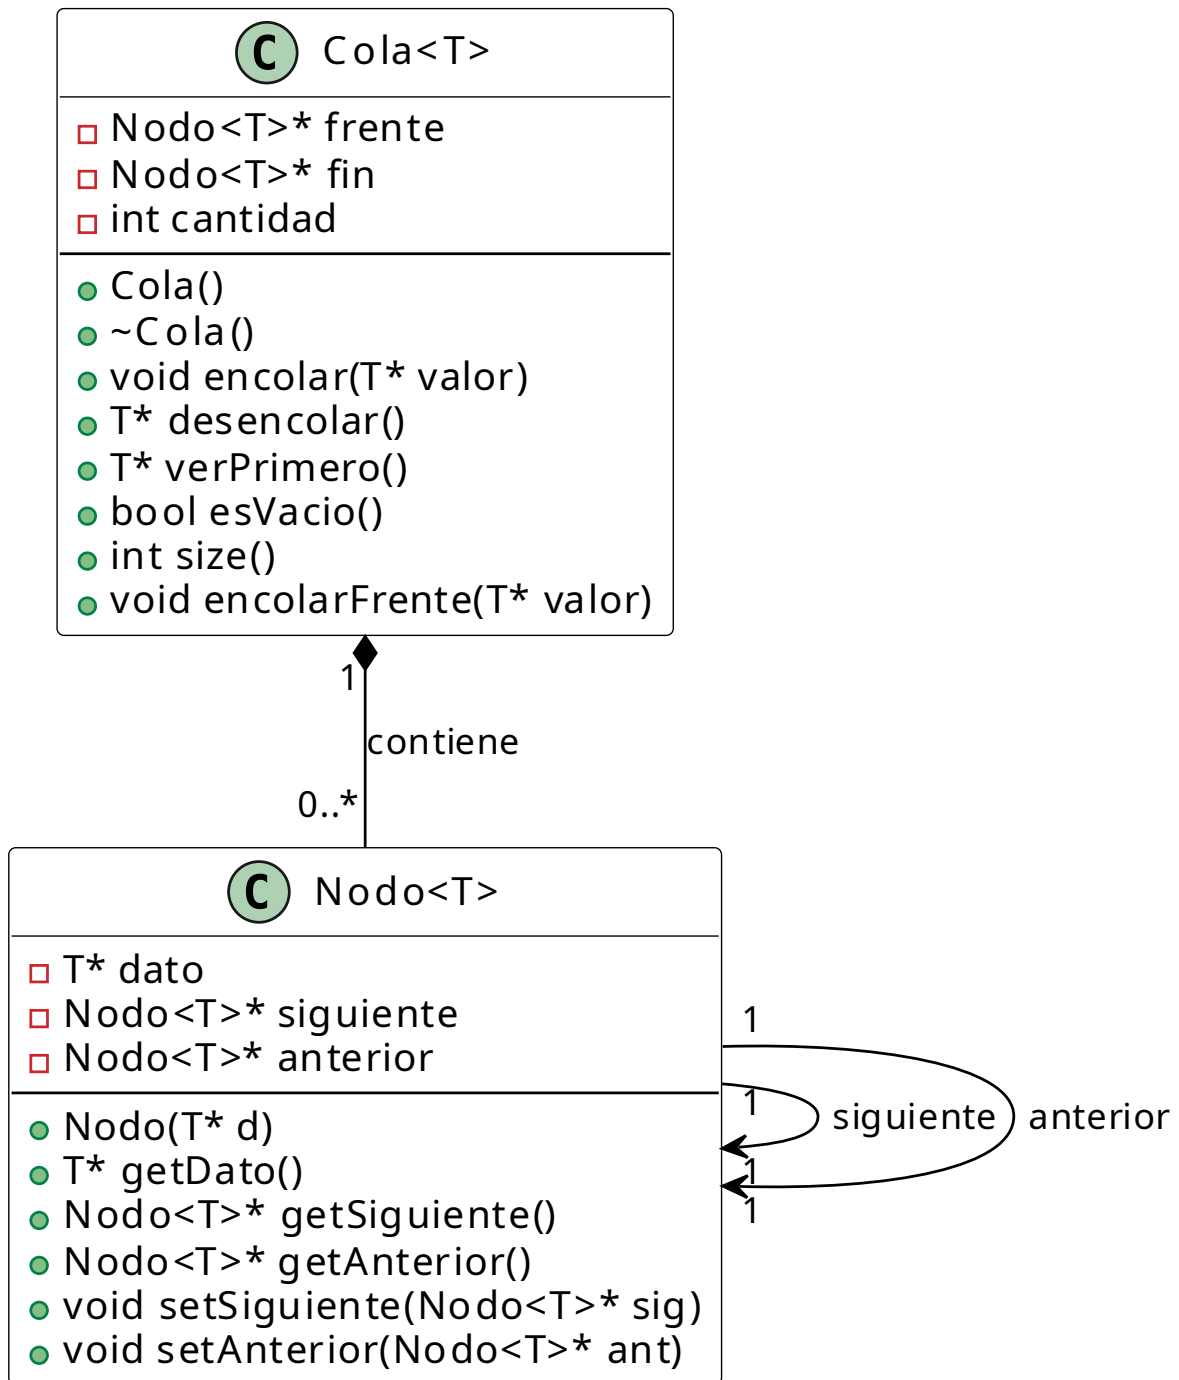 C Cola<T>
Nodo<T>* frente
Nodo<T>* fin
int cantidad
Cola()
~Cola()
void encolar(T* valor)
T* desencolar()
T* verPrimero()
bool esVacio()
int size()
void encolarFrente(T* valor)
1
contiene
0..*
C Nodo<T>
T* dato
Nodo<T>* siguiente
Nodo<T>* anterior
Nodo(T* d)
T* getDato()
Nodo<T>* getSiguiente()
Nodo<T>* getAnterior()
void setSiguiente(Nodo<T>* sig)
void setAnterior(Nodo<T>* ant)
1
1
siguiente
anterior
1
1